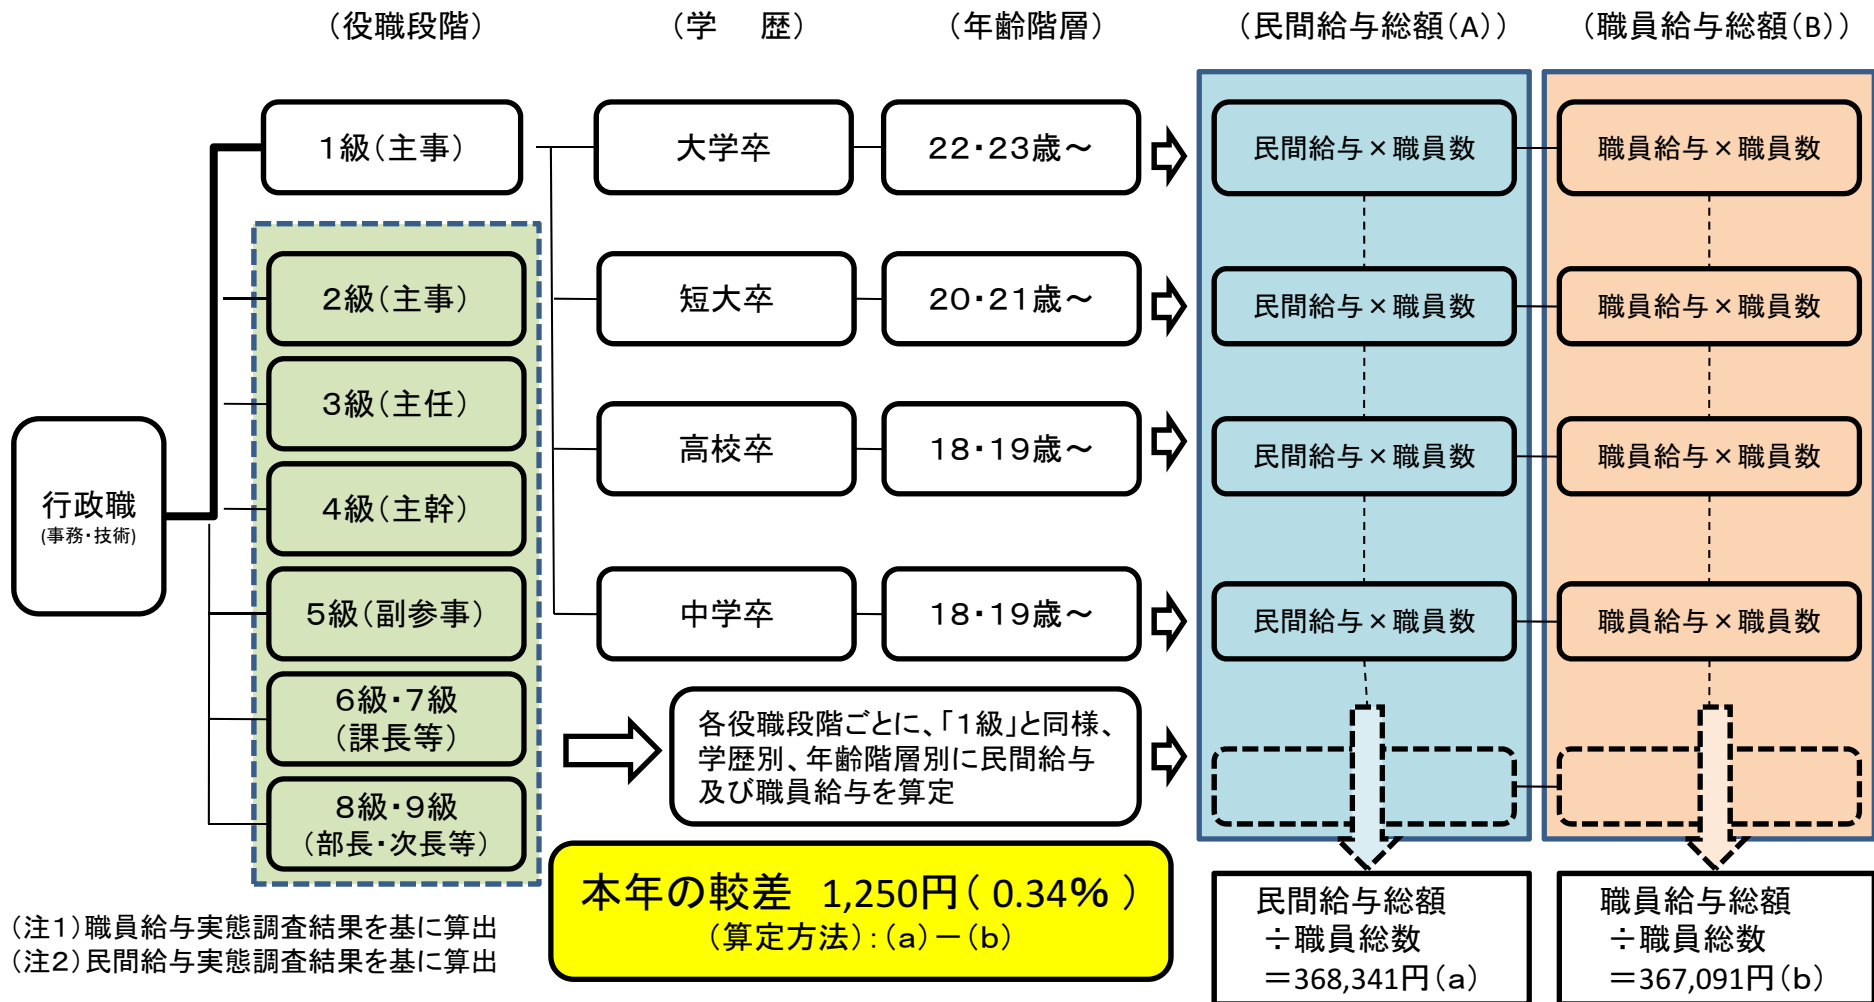 （役職段階）
（学　歴）
（年齢階層）
（民間給与総額(A)）
（職員給与総額(B)）
行政職
(事務・技術)
１級（主事）
２級（主事）
３級（主任）
４級（主幹）
５級（副参事）
６級・７級
（課長等）
８級・９級
（部長・次長等）
大学卒
22・23歳～
民間給与×職員数
職員給与×職員数
短大卒
20・21歳～
民間給与×職員数
職員給与×職員数
高校卒
18・19歳～
民間給与×職員数
職員給与×職員数
中学卒
18・19歳～
民間給与×職員数
職員給与×職員数
各役職段階ごとに、「１級」と同様、
学歴別、年齢階層別に民間給与
及び職員給与を算定
本年の較差　1,250円（ 0.34％ ）
（算定方法）：（a）－（b）
民間給与総額
÷職員総数
＝368,341円（a）
職員給与総額
÷職員総数
＝367,091円（b）
（注１）職員給与実態調査結果を基に算出
（注２）民間給与実態調査結果を基に算出